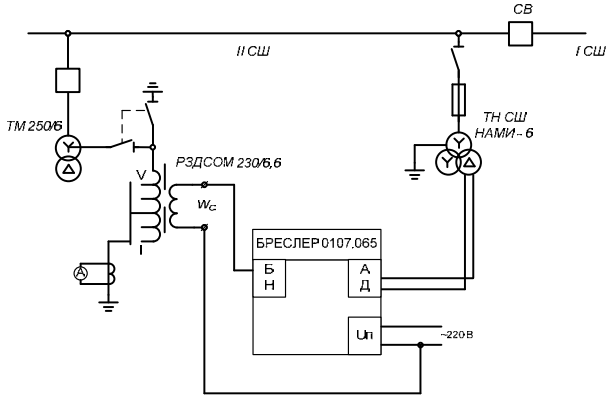 СВ
II СШ
I СШ
ТМ 250/6
ТН СШ
НАМИ-6
РЗДСОМ 230/6,6
V
I
Wс
A
БРЕСЛЕР 0107.065
Б
Н
А
Д
Uп
~220 В